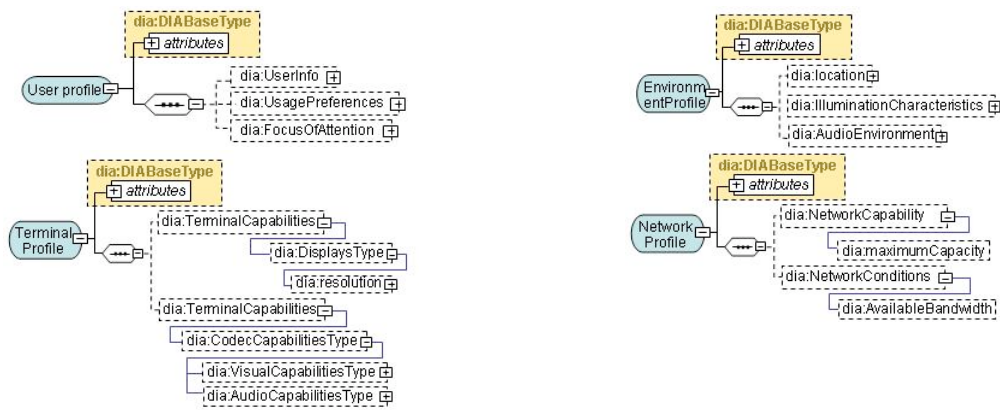 dia:DIABaseType
attributes
User profile
dia:UserInfo
dia:UsagePreferences
dia:FocusOfAttention
dia:DIABaseType
attributes
Terminal
Profile
dia:TerminalCapabilities
dia:DisplaysType
dia:resolution
dia:TerminalCapabilities
dia:CodecCapabilitiesType
dia:VisualCapabilitiesType
dia:AudioCapabilitiesType
dia:DIABaseType
attributes
Environm
entProfile
dia:location
dia:IlluminationCharacteristics
dia:AudioEnvironment
dia:DIABaseType
attributes
Network
Profile
dia:NetworkCapability
dia:maximumCapacity
dia:NetworkConditions
dia:AvailableBandwidth